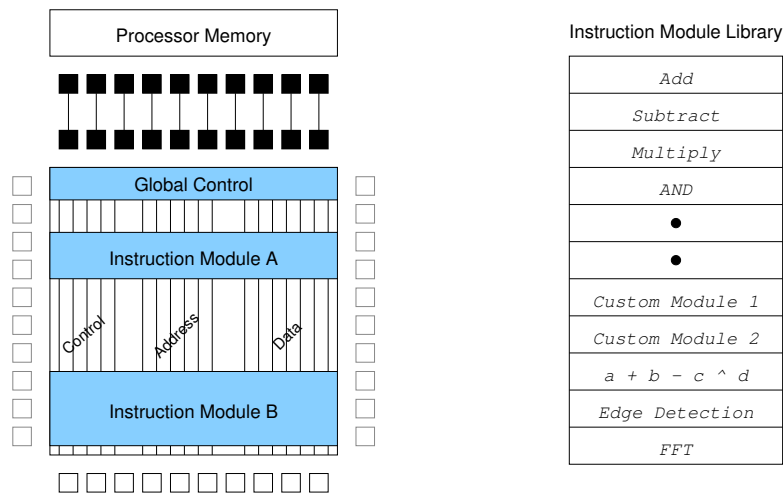 Processor Memory
Global Control
Instruction Module A
Control
Address
Data
Instruction Module B
Instruction Module Library
Add
Subtract
Multiply
AND
●
●
Custom Module 1
Custom Module 2
a + b - c ^ d
Edge Detection
FFT